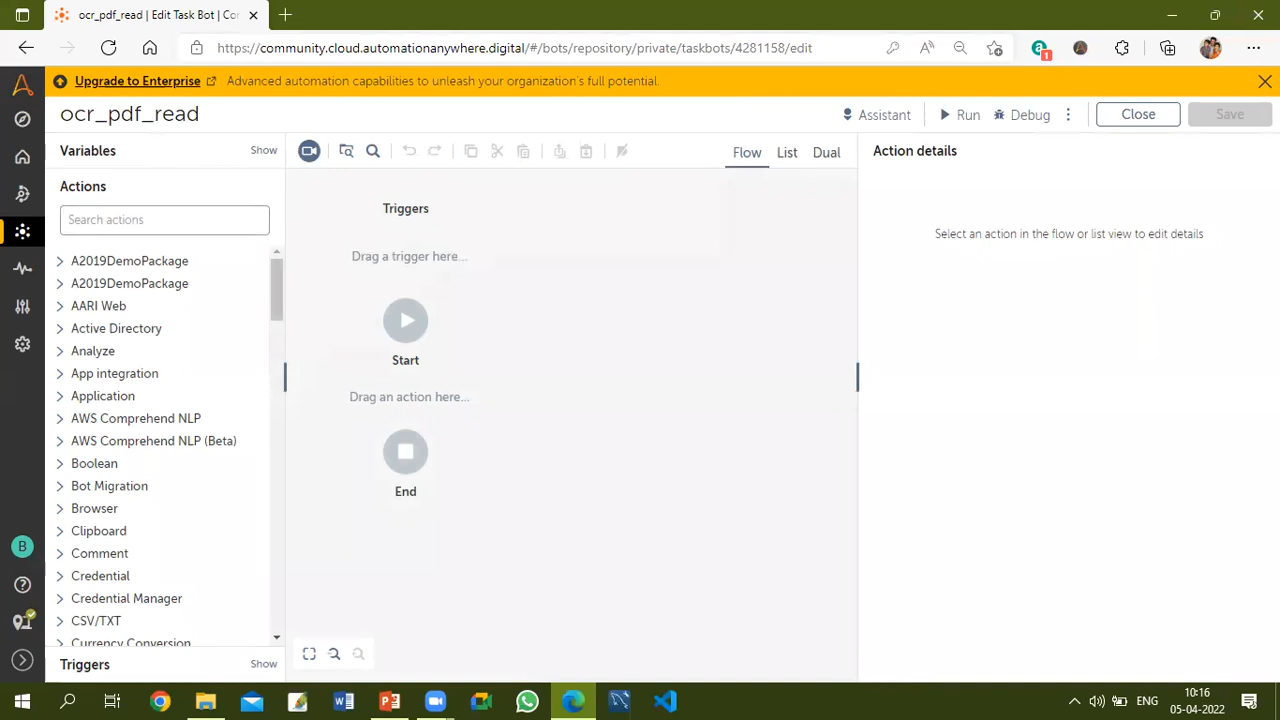 ocr_pdf_read | Edit Task Bot | Co
https://community.cloud.automationanywhere.digital/#/bots/repository/private/taskbots/4281158/edit
1
Upgrade to Enterprise Advanced automation capabilities to unleash your organization's full potential.
ocr_pdf_read
Assistant Run Debug Close Save
Variables Show
Flow List Dual
Action details
Actions
Search actions
Triggers
Select an action in the flow or list view to edit details
Drag a trigger here...
A2019DemoPackage
A2019DemoPackage
AARI Web
Active Directory
Analyze
Start
App integration
Application
Drag an action here...
AWS Comprehend NLP
AWS Comprehend NLP (Beta)
Boolean
Bot Migration
End
Browser
Clipboard
B
Comment
Credential
Credential Manager
CSV/TXT
Currency Conversion
Triggers Show
ENG
10:16
05-04-2022